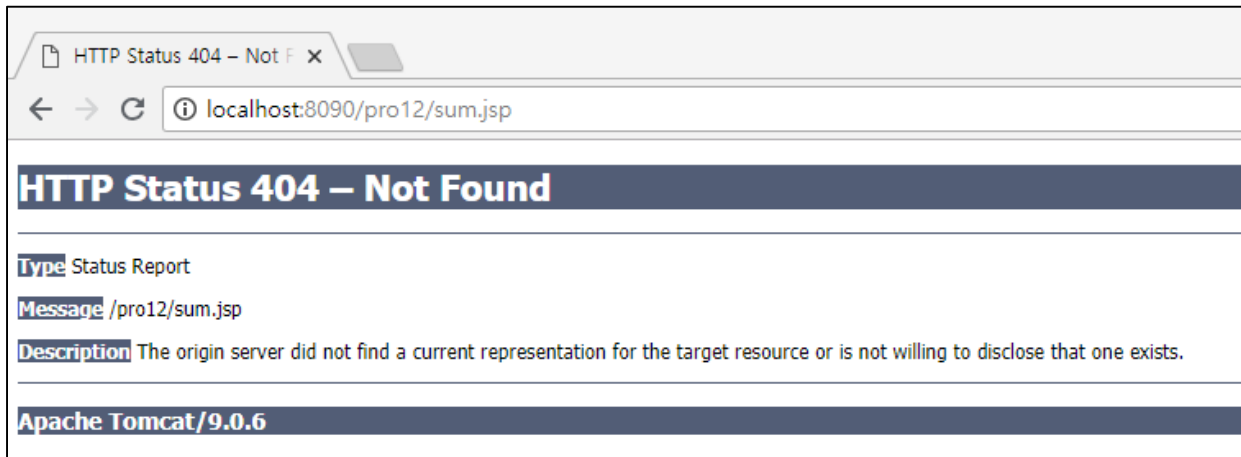 HTTP Status 404 – Not F
localhost:8090/pro12/sum.jsp
HTTP Status 404 – Not Found
Type Status Report
Message /pro12/sum.jsp
Description The origin server did not find a current representation for the target resource or is not willing to disclose that one exists.
Apache Tomcat/9.0.6